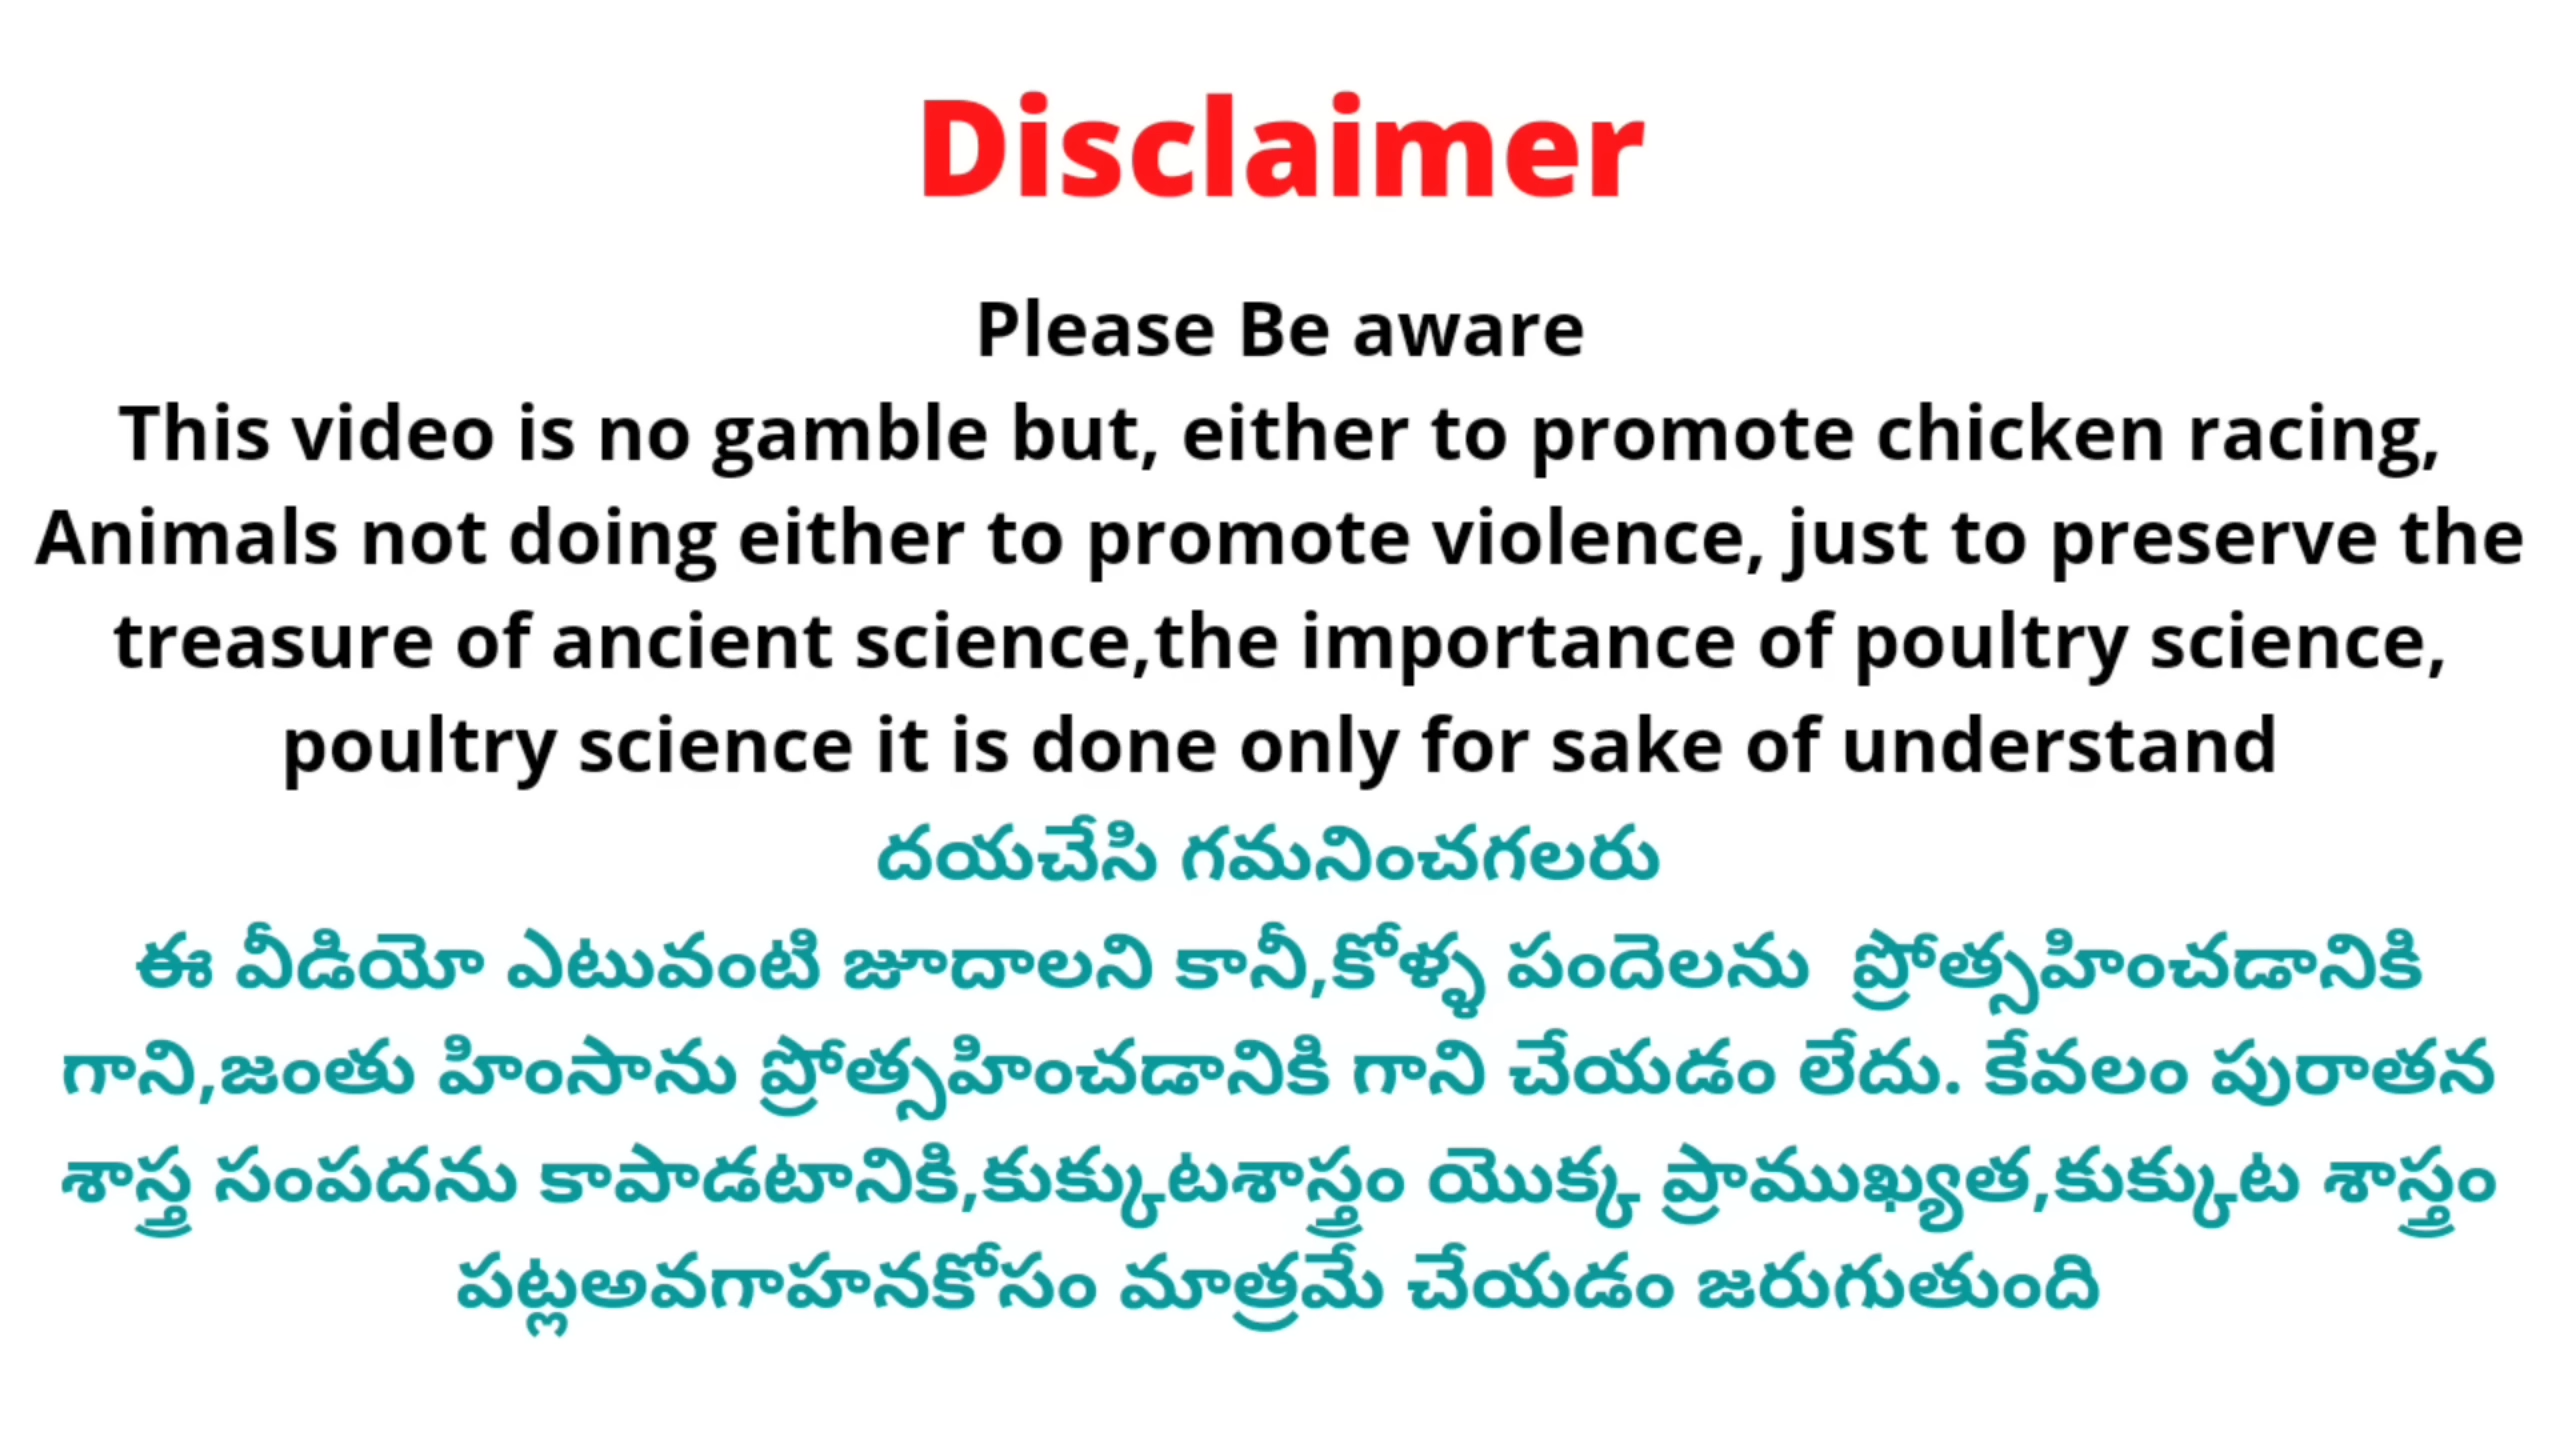 Disclaimer
Please Be aware
This video is no gamble but, either to promote chicken racing,
Animals not doing either to promote violence, just to preserve the
treasure of ancient science,the importance of poultry science,
poultry science it is done only for sake of understand
దయచేసి గమనించగలరు
ఈ వీడియో ఎటువంటి జూదాలని కానీ,కోళ్ళ పందెలను  ప్రోత్సహించడానికి
గాని,జంతు హింసాను ప్రోత్సహించడానికి గాని చేయడం లేదు. కేవలం పురాతన
శాస్త్ర సంపదను కాపాడటానికి,కుక్కుటశాస్త్రం యొక్క ప్రాముఖ్యత,కుక్కుట శాస్త్రం
పట్లఅవగాహనకోసం మాత్రమే చేయడం జరుగుతుంది